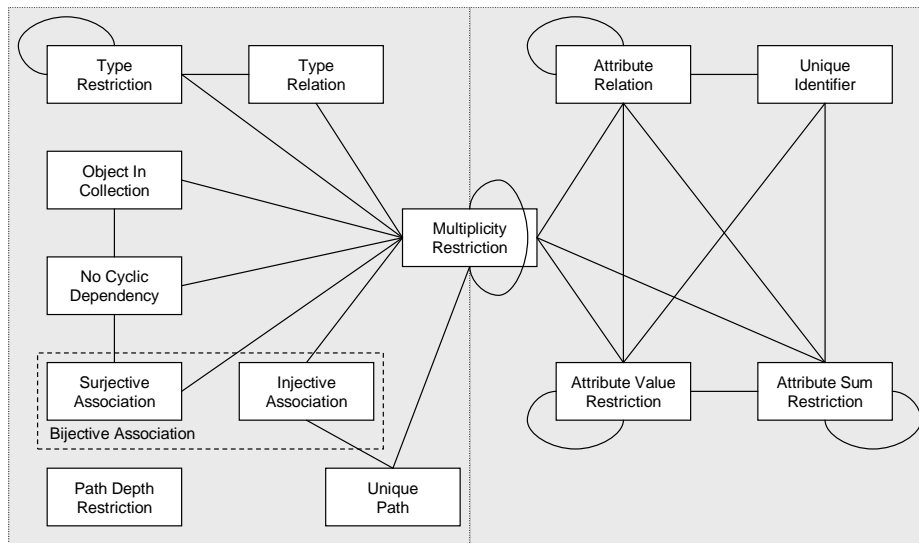 Type
Restriction
Type
Relation
Attribute
Relation
Unique
Identifier
Object In
Collection
Multiplicity
Restriction
No Cyclic
Dependency
Surjective
Association
Injective
Association
Bijective Association
Attribute Value
Restriction
Attribute Sum
Restriction
Path Depth
Restriction
Unique
Path